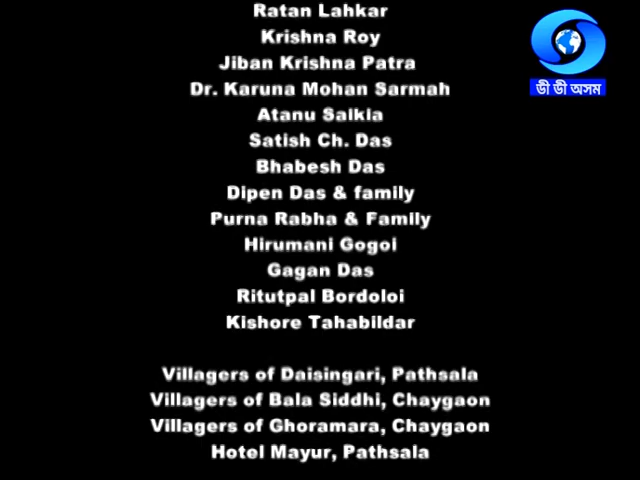 Ratan Lahkar
Krishna Roy
Jiban Krishna Patra
Dr. Karuna Mohan Sarmah
Atanu Saikia
Satish Ch. Das
Bhabesh Das
Dipen Das & family
Purna Rabha & Family
Hirumani Gogoi
Gagan Das
Ritutpal Bordoloi
Kishore Tahabildar
Villagers of Daisingari, Pathsala
Villagers of Bala Siddhi, Chaygaon
Villagers of Ghoramara, Chaygaon
Hotel Mayur, Pathsala
ডী ডী অসম